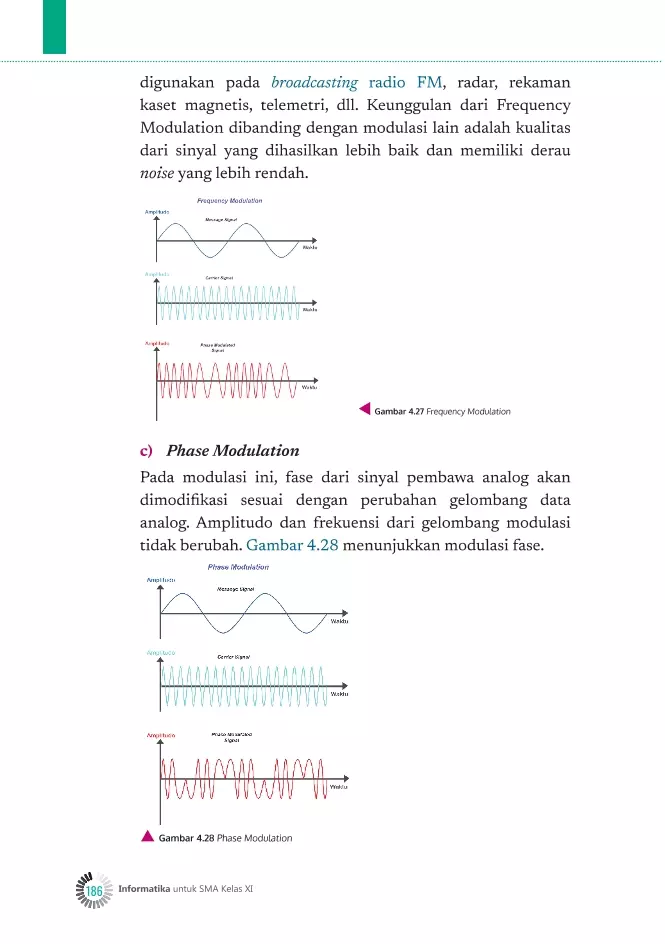 digunakan pada broadcasting radio FM, radar, rekaman
kaset magnetis, telemetri, dll. Keunggulan dari Frequency
Modulation dibanding dengan modulasi lain adalah kualitas
dari sinyal yang dihasilkan lebih baik dan memiliki derau
noise yang lebih rendah.
Frequency Modulation
Amplitudo
Message Signal
Waktu
Amplitudo
Carrier Signal
Waktu
Amplitudo
Phase Modulated
Signal
Waktu
Gambar 4.27 Frequency Modulation
c) Phase Modulation
Pada modulasi ini, fase dari sinyal pembawa analog akan
dimodifikasi sesuai dengan perubahan gelombang data
analog. Amplitudo dan frekuensi dari gelombang modulasi
tidak berubah. Gambar 4.28 menunjukkan modulasi fase.
Phase Modulation
Amplitudo
Message Signal
Waktu
Amplitudo
Carrier Signal
Waktu
Amplitudo
Phase Modulated
Signal
Waktu
Gambar 4.28 Phase Modulation
186
Informatika untuk SMA Kelas XI